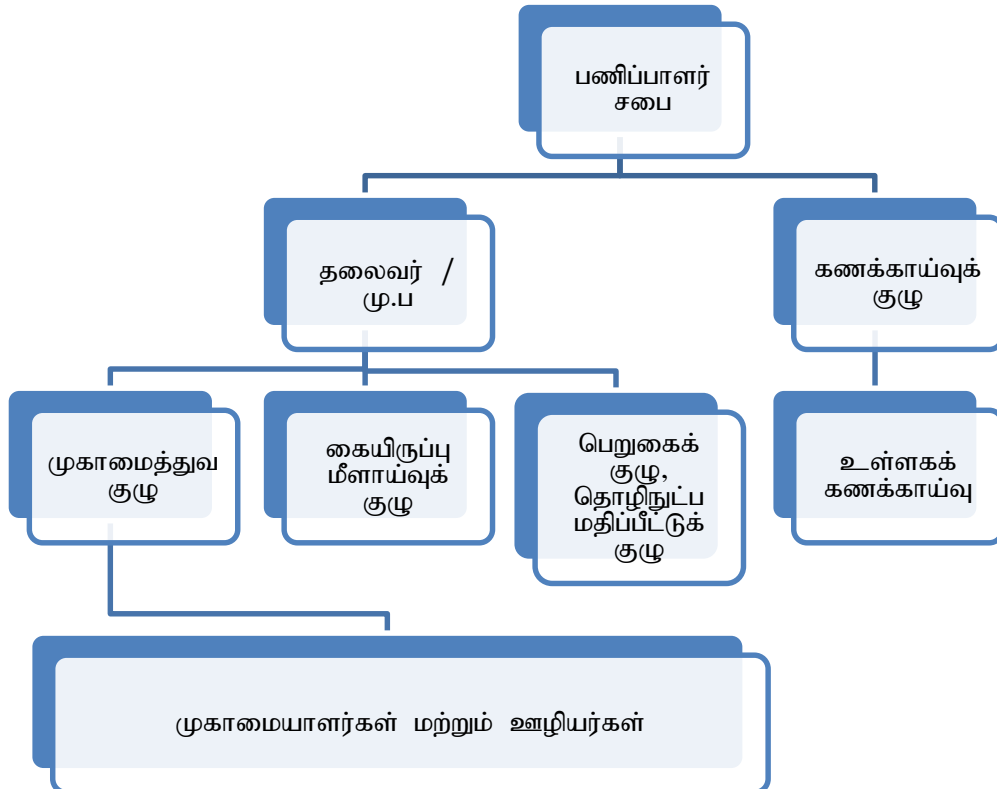 பணிப்பாளர்
சபை
தலைவர் /
மு.ப
கணக்காய்வுக்
குழு
முகாமைத்துவ
குழு
கையிருப்பு
மீளாய்வுக்
குழு
பெறுகைக்
குழு,
தொழிநுட்ப
மதிப்பீட்டுக்
குழு
உள்ளகக்
கணக்காய்வு
முகாமையாளர்கள் மற்றும் ஊழியர்கள்